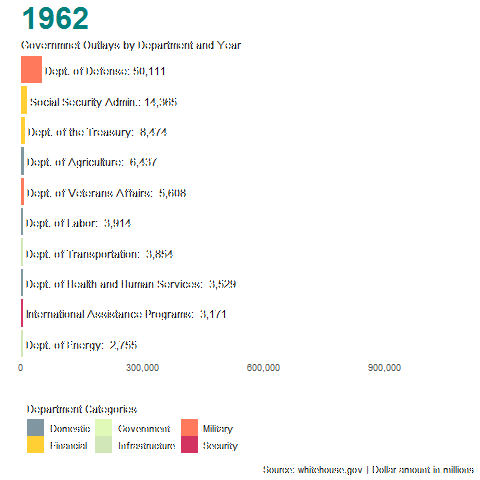 1962
Governmnet Outlays by Department and Year
Dept. of Defense: 50,111
Social Security Admin.: 14,365
Dept. of the Treasury: 8,474
Dept. of Agriculture: 6,437
Dept. of Veterans Affairs: 5,608
Dept. of Labor: 3,914
Dept. of Transportation: 3,854
Dept. of Health and Human Services: 3,529
International Assistance Programs: 3,171
Dept. of Energy: 2,755
0 300,000 600,000 900,000
Department Categories
Domestic Government Military
Financial Infrastructure Security
Source: whitehouse.gov | Dollar amount in millions